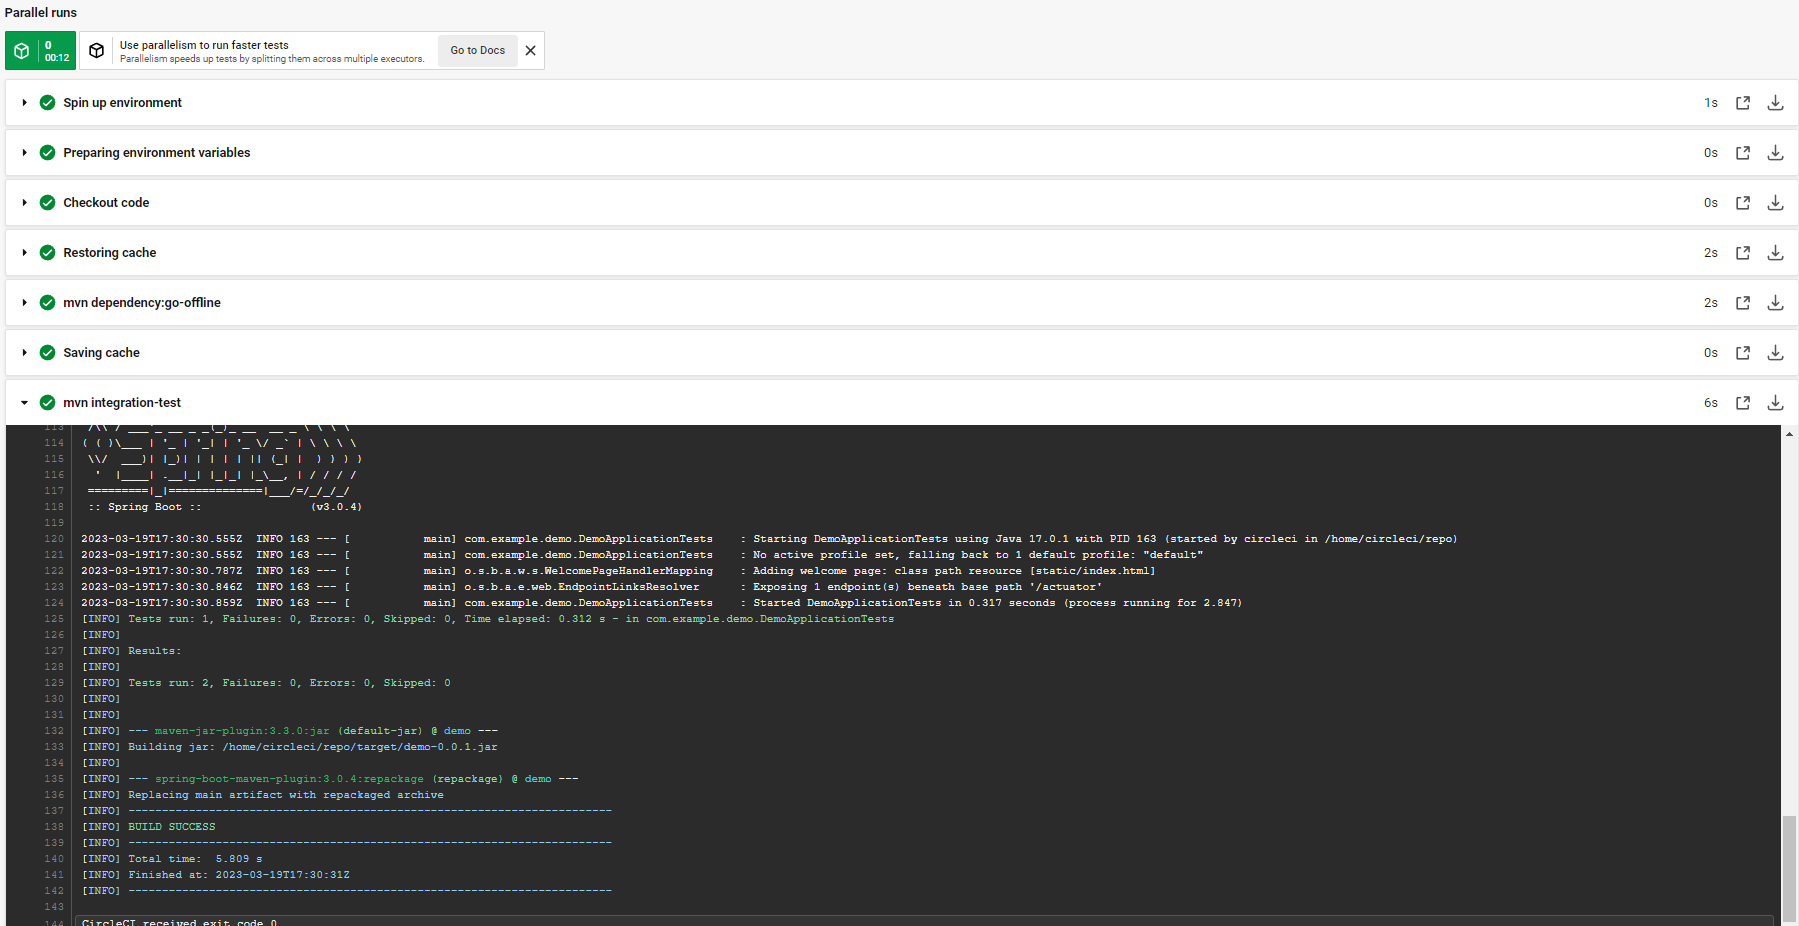 Parallel runs
0
00:12
Use parallelism to run faster tests
Parallelism speeds up tests by splitting them across multiple executors.
Go to Docs
Spin up environment 1s
Preparing environment variables 0s
Checkout code 0s
Restoring cache 2s
mvn dependency:go-offline 2s
Saving cache 0s
mvn integration-test 6s
113  /\\ / ___'_ __ _ _(_)_ __  __ _ \ \ \ \
114 ( ( )\___ | '_ | '_| | '_ \/ _` | \ \ \ \
115  \\/  ___)| |_)| | | | | || (_| |  ) ) ) )
116   '  |____| .__|_| |_|_| |_\__, | / / / /
117  =========|_|==============|___/=/_/_/_/
118  :: Spring Boot ::                (v3.0.4)
119
120 2023-03-19T17:30:30.555Z  INFO 163 --- [           main] com.example.demo.DemoApplicationTests    : Starting DemoApplicationTests using Java 17.0.1 with PID 163 (started by circleci in /home/circleci/repo)
121 2023-03-19T17:30:30.555Z  INFO 163 --- [           main] com.example.demo.DemoApplicationTests    : No active profile set, falling back to 1 default profile: "default"
122 2023-03-19T17:30:30.787Z  INFO 163 --- [           main] o.s.b.a.w.s.WelcomePageHandlerMapping    : Adding welcome page: class path resource [static/index.html]
123 2023-03-19T17:30:30.846Z  INFO 163 --- [           main] o.s.b.a.e.web.EndpointLinksResolver      : Exposing 1 endpoint(s) beneath base path '/actuator'
124 2023-03-19T17:30:30.859Z  INFO 163 --- [           main] com.example.demo.DemoApplicationTests    : Started DemoApplicationTests in 0.317 seconds (process running for 2.847)
125 [INFO] Tests run: 1, Failures: 0, Errors: 0, Skipped: 0, Time elapsed: 0.312 s - in com.example.demo.DemoApplicationTests
126 [INFO]
127 [INFO] Results:
128 [INFO]
129 [INFO] Tests run: 2, Failures: 0, Errors: 0, Skipped: 0
130 [INFO]
131 [INFO]
132 [INFO] --- maven-jar-plugin:3.3.0:jar (default-jar) @ demo ---
133 [INFO] Building jar: /home/circleci/repo/target/demo-0.0.1.jar
134 [INFO]
135 [INFO] --- spring-boot-maven-plugin:3.0.4:repackage (repackage) @ demo ---
136 [INFO] Replacing main artifact with repackaged archive
137 [INFO] ------------------------------------------------------------------------
138 [INFO] BUILD SUCCESS
139 [INFO] ------------------------------------------------------------------------
140 [INFO] Total time:  5.809 s
141 [INFO] Finished at: 2023-03-19T17:30:31Z
142 [INFO] ------------------------------------------------------------------------
143
144 CircleCI received exit code 0